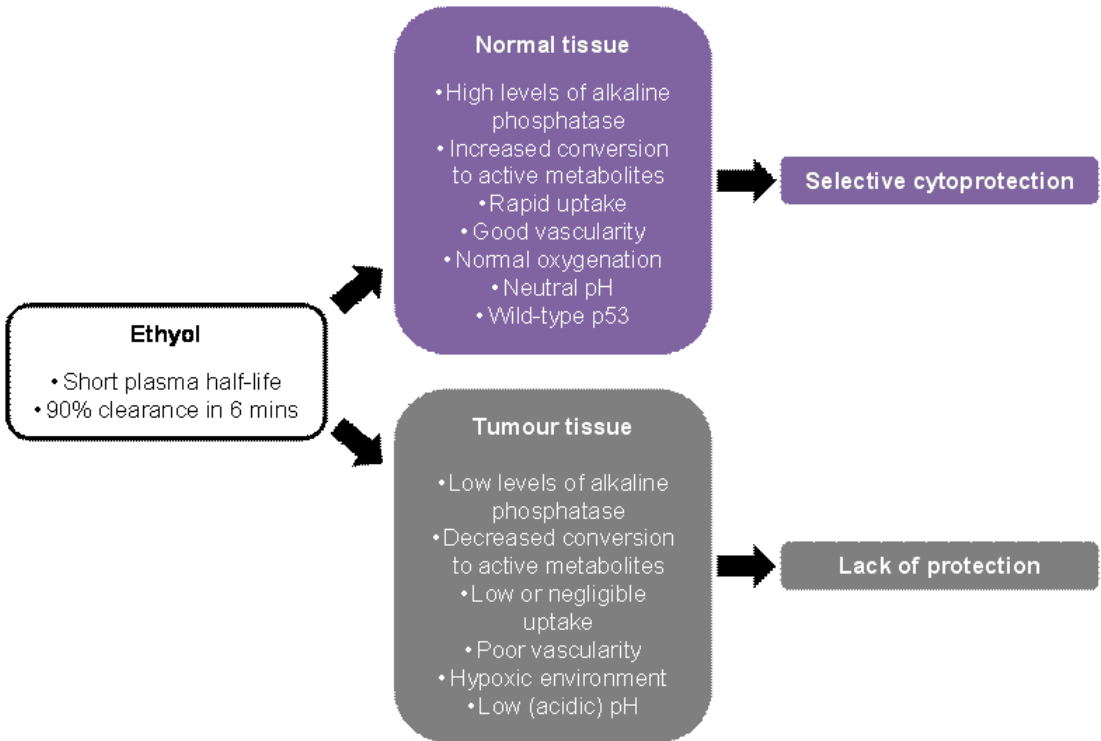 Normal tissue
•High levels of alkaline
phosphatase
•Increased conversion
to active metabolites
•Rapid uptake
•Good vascularity
•Normal oxygenation
•Neutral pH
•Wild-type p53
Selective cytoprotection
Ethyol
• Short plasma half-life
• 90% clearance in 6 mins
Tumour tissue
•Low levels of alkaline
phosphatase
•Decreased conversion
to active metabolites
•Low or negligible
uptake
•Poor vascularity
•Hypoxic environment
•Low (acidic) pH
Lack of protection